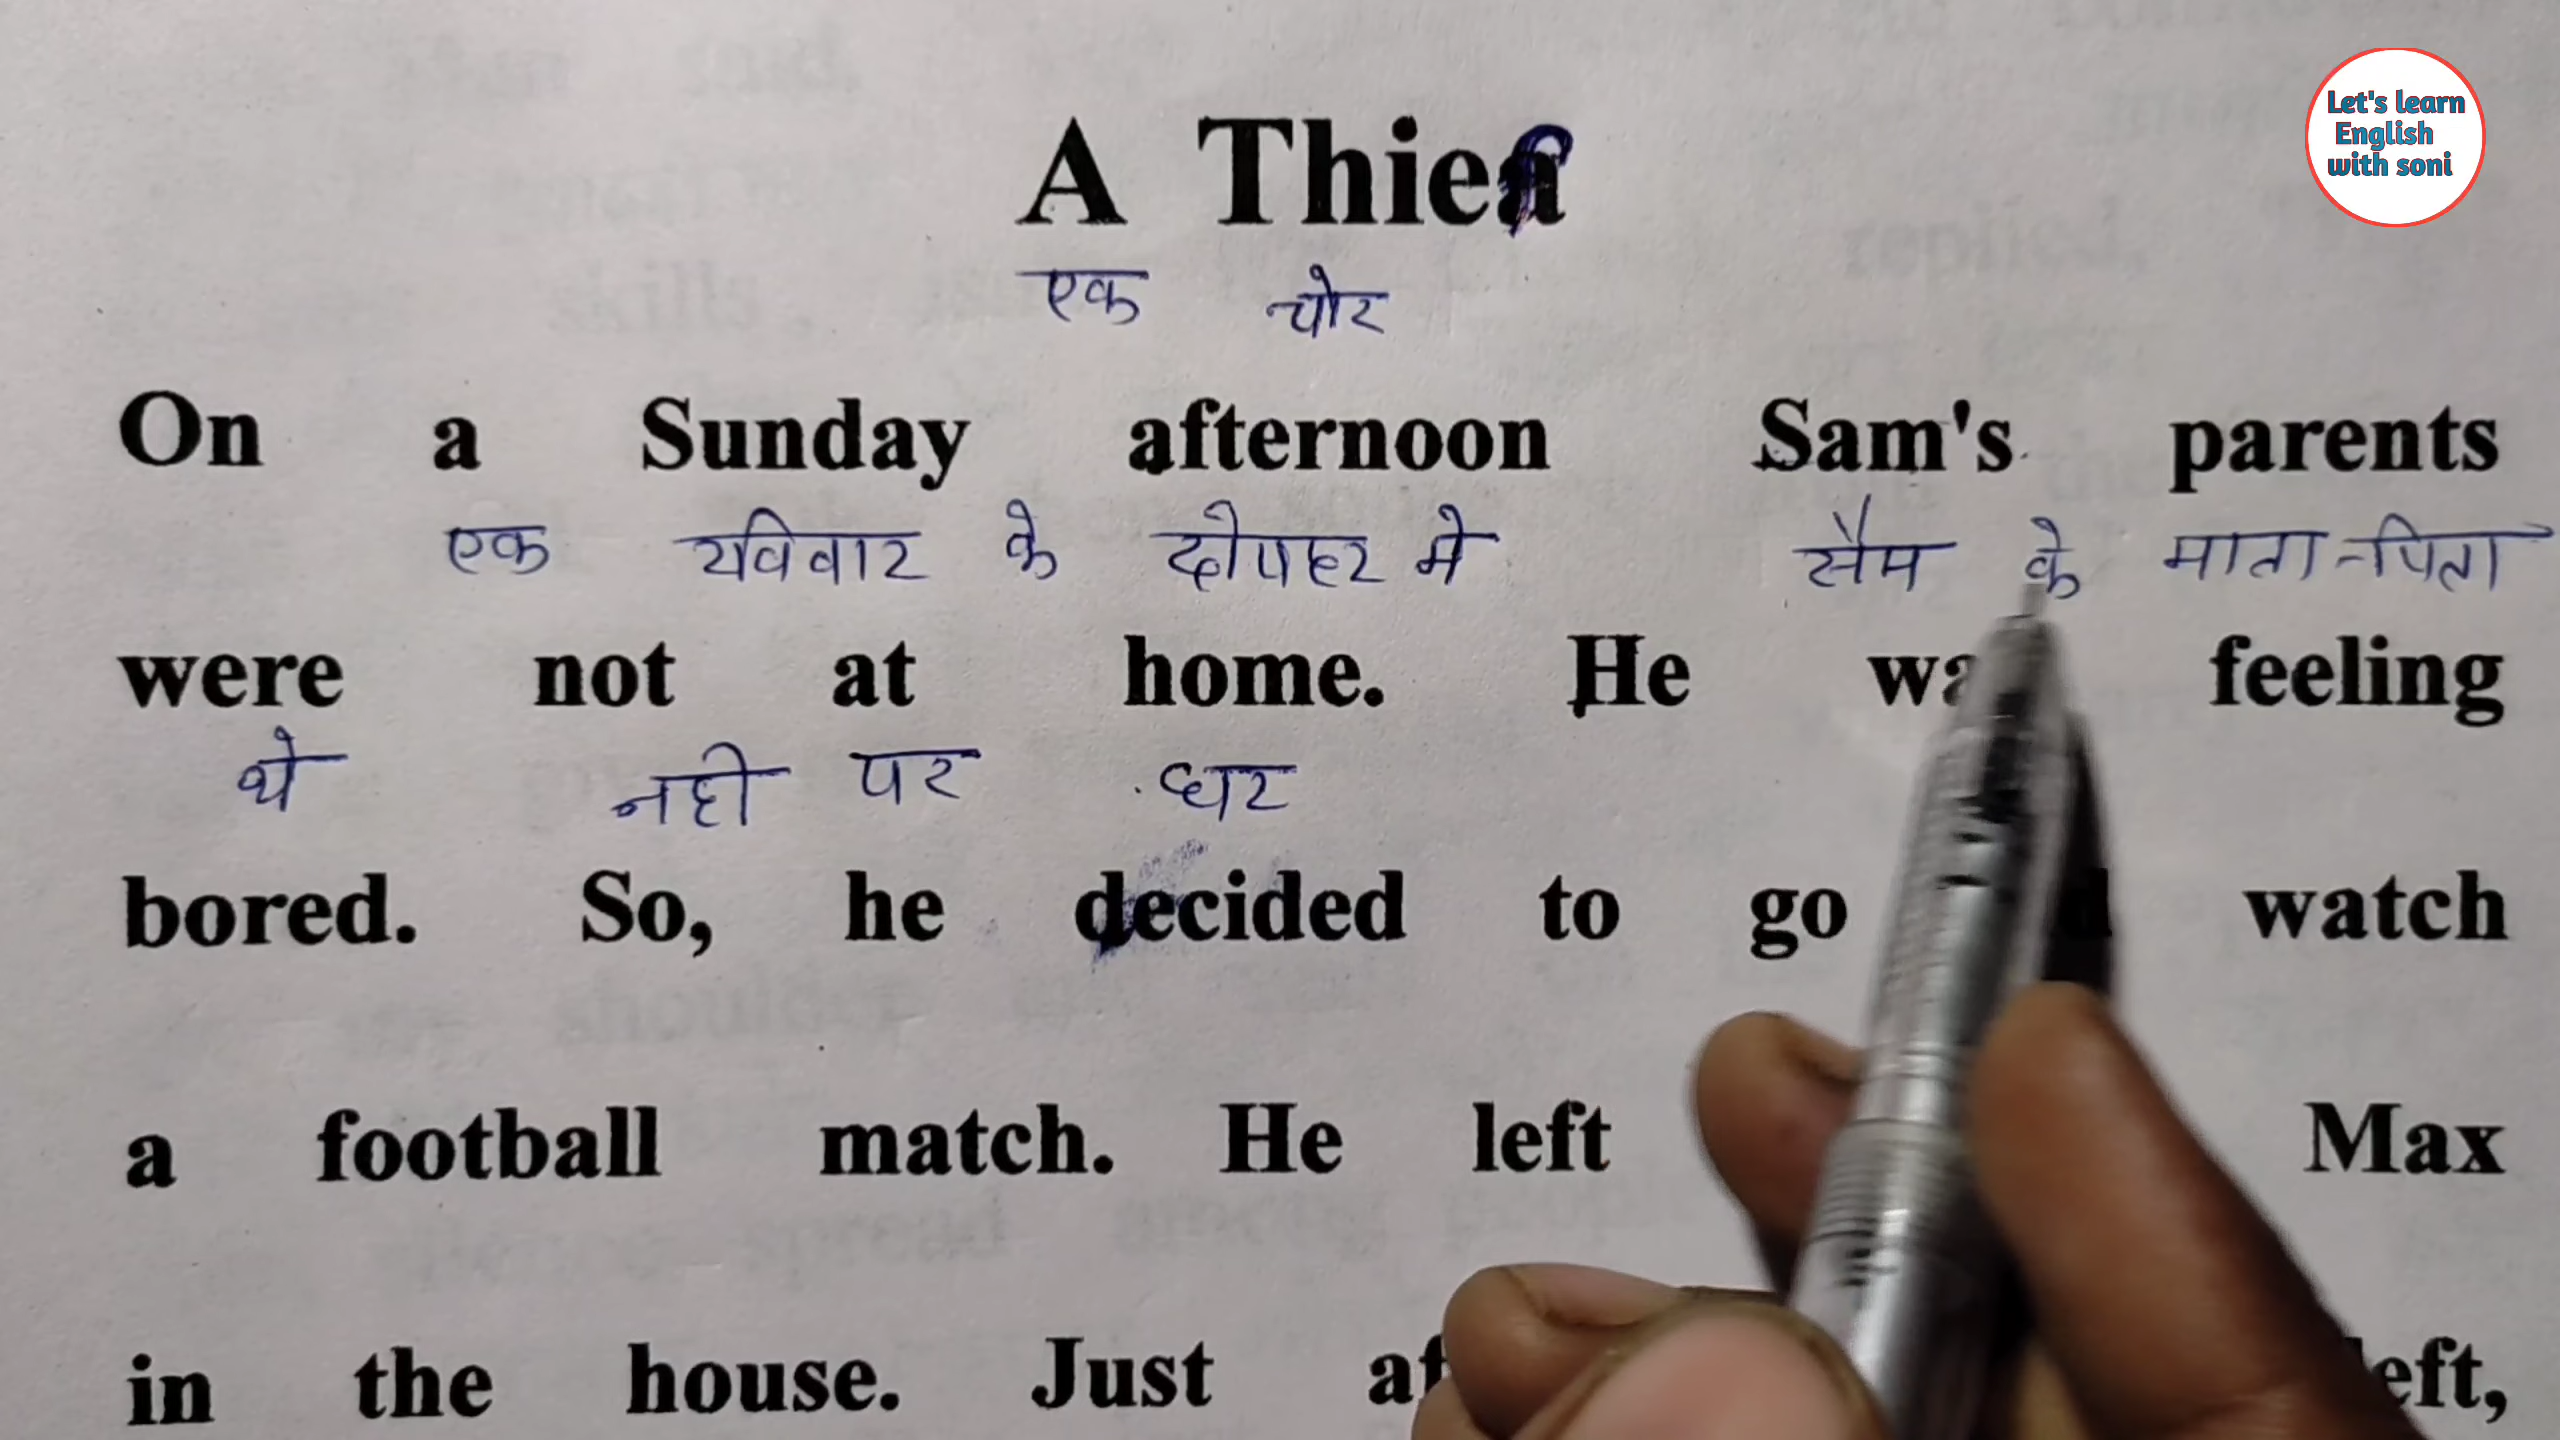 Let's learn
English
with soni
A Thief
एक चोर
On a Sunday afternoon Sam's parents
एक रविवार के दोपहर मे सैम के माता-पिता
were not at home. He feeling
थे नही पर घर
bored. So, he decided to go watch
a football match. He left Max
in the house. Just